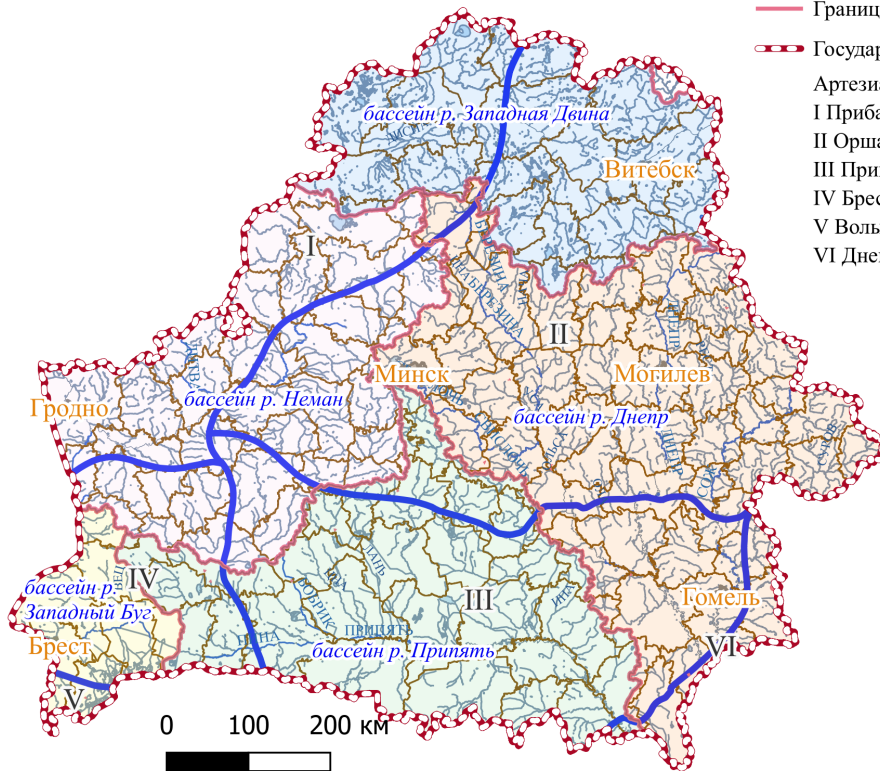 Границ
Государ
Артезиа
I Приба
II Орша
III При
IV Брес
V Воль
VI Дне
бассейн р. Западная Двина
Витебск
I
II
Минск
Могилев
бассейн р. Неман
Гродно
бассейн р. Днепр
IV
III
бассейн р.
Западный Буг
Гомель
ПРИПЯТ
Брест
бассейн р. Припять
VI
V
0 100 200 км